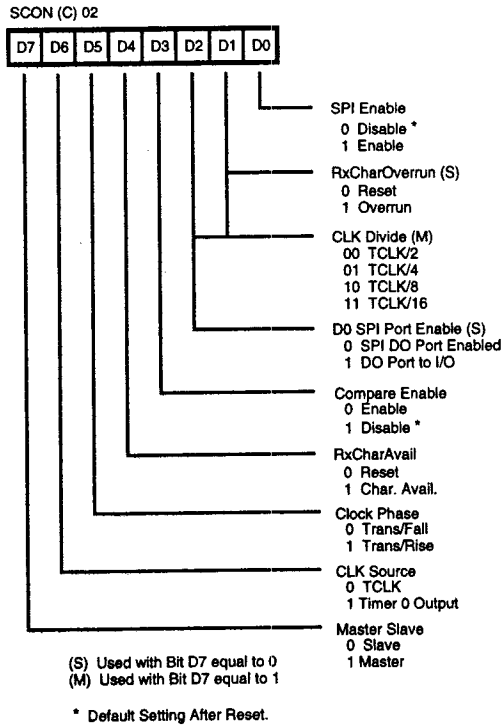 SCON (C) 02
D7 D6 D5 D4 D3 D2 D1 D0
SPI Enable
0 Disable *
1 Enable
RxCharOverrun (S)
0 Reset
1 Overrun
CLK Divide (M)
00 TCLK/2
01 TCLK/4
10 TCLK/8
11 TCLK/16
D0 SPI Port Enable (S)
0 SPI DO Port Enabled
1 DO Port to I/O
Compare Enable
0 Enable
1 Disable *
RxCharAvail
0 Reset
1 Char. Avail.
Clock Phase
0 Trans/Fall
1 Trans/Rise
CLK Source
0 TCLK
1 Timer 0 Output
Master Slave
0 Slave
1 Master
(S) Used with Bit D7 equal to 0
(M) Used with Bit D7 equal to 1
* Default Setting After Reset.